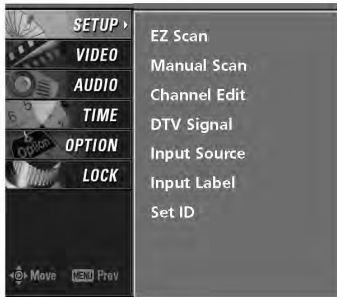 SETUP
VIDEO
AUDIO
TIME
OPTION
LOCK
Move MENU Prev
EZ Scan
Manual Scan
Channel Edit
DTV Signal
Input Source
Input Label
Set ID